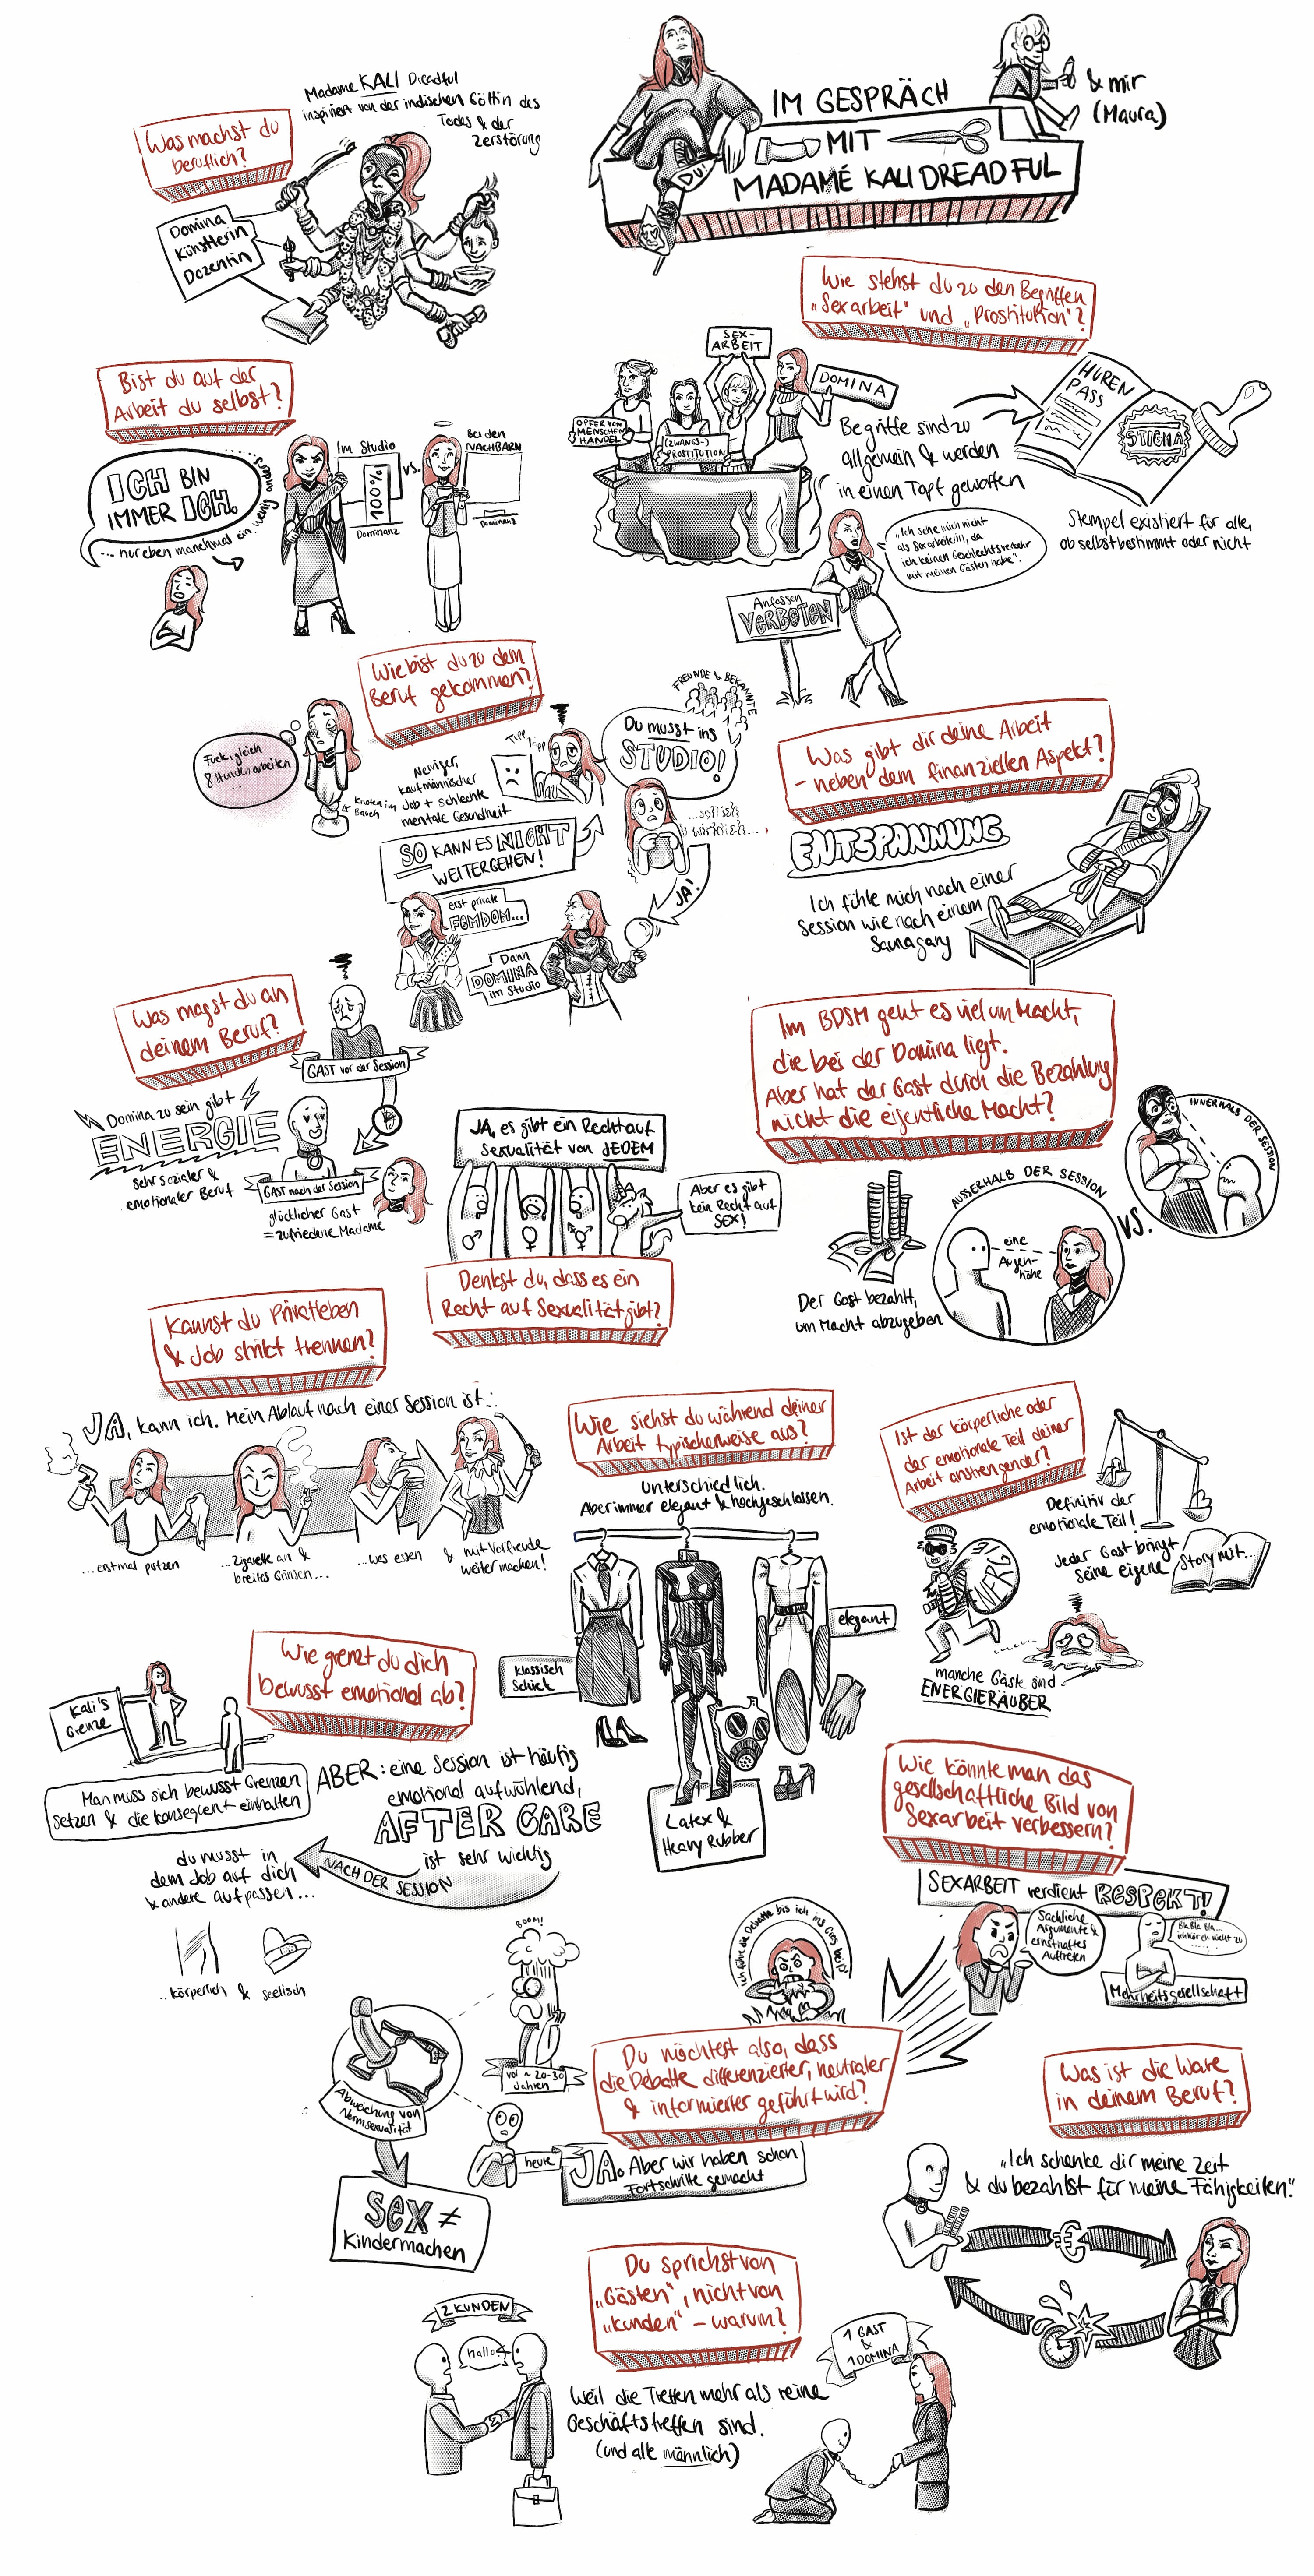 IM GESPRÄCH
MIT
MADAMÉ KALI DREADFUL
DU!
& mir
(Maura)
Madame KALI Dreadful
inspiriert von der indischen Göttin des
Todes & der
Zerstörung
Was machst du
beruflich?
Domina
Künstlerin
Dozentin
Wie stehst du zu den Begriffen
„Sexarbeit" und „Prostitution"?
SEX-
ARBEIT
DOMINA
OPFER VON
MENSCHEN
HANDEL
(ZWANGS-)
PROSTITUTION
Begriffe sind zu
allgemein & werden
in einen Topf geworfen
HUREN
PASS
STIGMA
Stempel existiert für alle,
ob selbstbestimmt oder nicht
„Ich sehe mich nicht
als Sexarbeiterin, da
ich keinen Geschlechtsverkehr
mit meinen Gästen habe".
Anfassen
VERBOTEN
Bist du auf der
Arbeit du selbst?
ICH BIN
IMMER ICH.
... nur eben manchmal ein wenig anders
Im Studio
100%
Dominanz
vs.
Bei den
NACHBARN
Dominanz
Wie bist du zu dem
Beruf gekommen?
Fuck, gleich
8 Stunden arbeiten
...
& Knoten im
Bauch
Nerviger,
kaufmännischer
Job + schlechte
mentale Gesundheit
Tipp
Tipp
SO KANN ES NICHT
WEITERGEHEN!
FREUNDE & BEKANNTE
Du musst ins
STUDIO!
...soll ich
wirklich...
JA!
erst private
FEMDOM...
Dann
DOMINA
im Studio
Was gibt dir deine Arbeit
- neben dem finanziellen Aspekt?
ENTSPANNUNG
Ich fühle mich nach einer
Session wie nach einem
Saunagang
Was magst du an
deinem Beruf?
GAST vor der Session
Domina zu sein gibt
ENERGIE
sehr sozialer &
emotionaler Beruf
GAST nach der Session
glücklicher Gast
= zufriedene Madame
JA, es gibt ein Recht auf
Sexualität von JEDEM
Aber es gibt
kein Recht auf
SEX!
Denkst du, dass es ein
Recht auf Sexualität gibt?
Im BDSM geht es viel um Macht,
die bei der Domina liegt.
Aber hat der Gast durch die Bezahlung
nicht die eigentliche Macht?
INNERHALB DER SESSION
VS.
AUSSERHALB DER SESSION
eine
Augen-
höhe
Der Gast bezahlt,
um Macht abzugeben
Kannst du Privatleben
& Job strikt trennen?
JA, kann ich. Mein Ablauf nach einer Session ist:
...erstmal putzen
...Zigarette an &
breites Grinsen...
...was essen
& mit Vorfreude
weitermachen!
Wie siehst du während deiner
Arbeit typischerweise aus?
Unterschiedlich.
Aber immer elegant & hochgeschlossen.
klassisch
Schick
elegant
Latex &
Heavy Rubber
Ist der körperliche oder
der emotionale Teil deiner
Arbeit anstrengender?
Definitiv der
emotionale Teil!
Jeder Gast bringt
seine eigene
Story mit...
ENERGIE
manche Gäste sind
ENERGIERÄUBER
Wie grenzt du dich
bewusst emotional ab?
Kali's
Grenze
Man muss sich bewusst Grenzen
setzen & die konsequent einhalten
ABER: eine Session ist häufig
emotional aufwühlend,
AFTER CARE
ist sehr wichtig
NACH DER SESSION
du musst in
dem Job auf dich
& andere aufpassen...
..körperlich & seelisch
Wie könnte man das
gesellschaftliche Bild von
Sexarbeit verbessern?
SEXARBEIT verdient RESPEKT!
Sachliche
Argumente &
ernsthaftes
Auftreten
Bla Bla Bla...
ich hör eh nicht zu
Mehrheitsgesellschaft
Ich führe die Debatte bis ich ins Gras beiß'
Du möchtest also, dass
die Debatte differenzierter, neutraler
& informierter geführt wird?
JA. Aber wir haben schon
Fortschritte gemacht
BOOM!
vor ~ 20-30
Jahren
heute
Abweichung von
Normsexualität
SEX ≠
Kindermachen
Was ist die Ware
in deinem Beruf?
„Ich schenke dir meine Zeit
& du bezahlst für meine Fähigkeiten."
€
Du sprichst von
„Gästen", nicht von
„Kunden" - warum?
2 KUNDEN
Hallo
Weil die Treffen mehr als reine
Geschäftstreffen sind.
(und alle männlich)
1 GAST
&
1 DOMINA